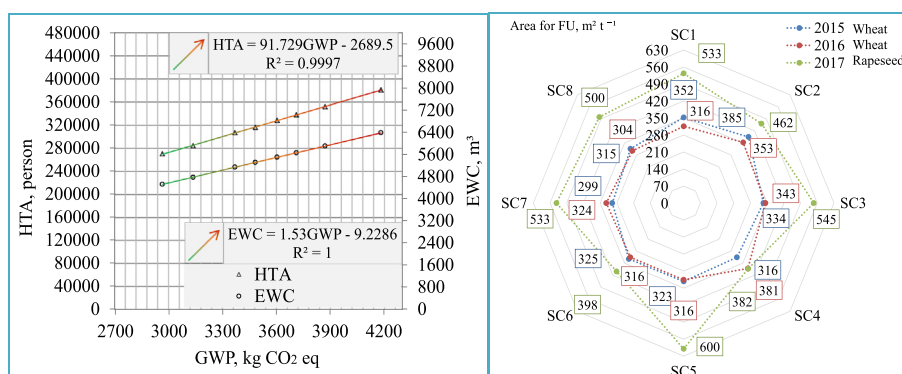 480000
440000
400000
360000
320000
280000
240000
200000
160000
120000
80000
40000
0
HTA, person
HTA = 91.729GWP - 2689.5
R² = 0.9997
EWC = 1.53GWP - 9.2286
R² = 1
HTA
EWC
9600
8800
8000
7200
6400
5600
4800
4000
3200
2400
1600
800
0
EWC, m³
2700 3000 3300 3600 3900 4200
GWP, kg CO2 eq
Area for FU, m² t ⁻¹
2015 Wheat
2016 Wheat
2017 Rapeseed
SC1
SC2
SC3
SC4
SC5
SC6
SC7
SC8
630
560
490
420
350
280
210
140
70
0
533
352
316
385
462
353
343
545
334
316
381
382
323
316
600
316
325
398
299
324
533
500
304
315